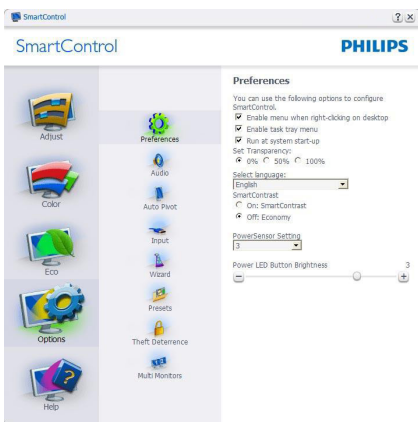 SmartControl
SmartControl
PHILIPS
Adjust
Color
Eco
Options
Help
Preferences
Audio
Auto Pivot
Input
Wizard
Presets
Theft Deterrence
Multi Monitors
Preferences
You can use the following options to configure
SmartControl.
Enable menu when right-clicking on desktop
Enable task tray menu
Run at system start-up
Set Transparency:
0% 50% 100%
Select language:
English
SmartContrast
On: SmartContrast
Off: Economy
PowerSensor Setting
3
Power LED Button Brightness 3